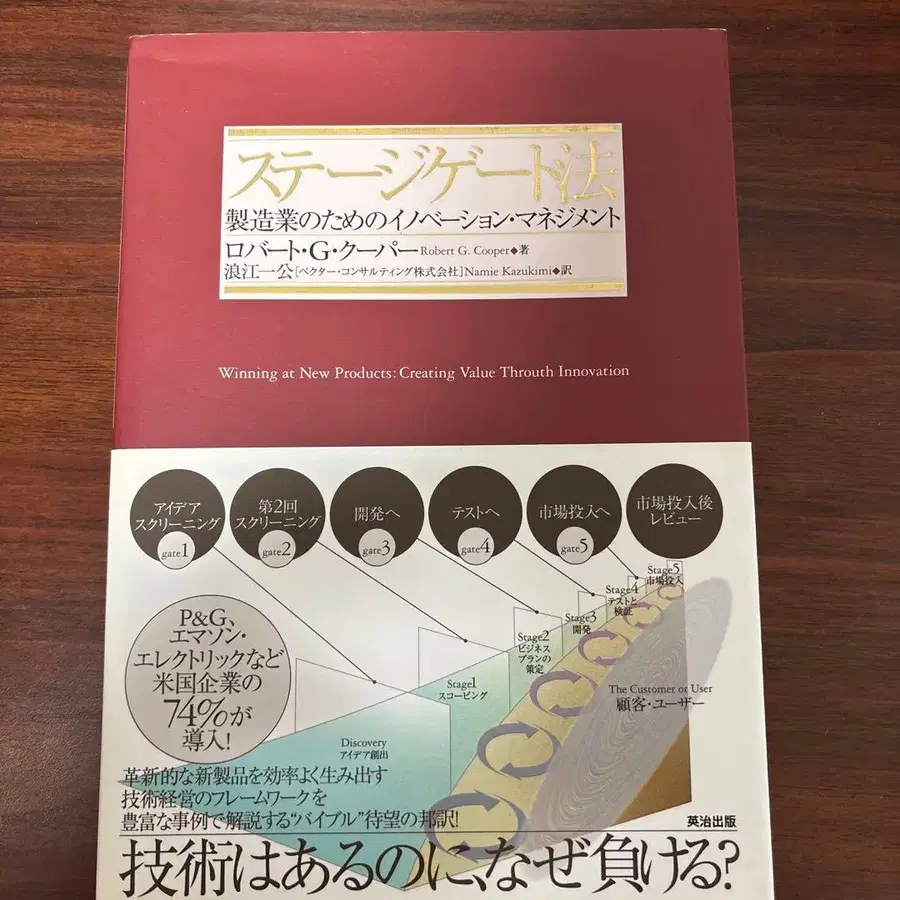 ステージゲート法
製造業のためのイノベーション・マネジメント
ロバート・G・クーパー Robert G. Cooper◆著
浪江一公[ベクター・コンサルティング株式会社]Namie Kazukimi◆訳
Winning at New Products: Creating Value Throuth Innovation
アイデア
スクリーニング
gate1
第2回
スクリーニング
gate2
開発へ
gate3
テストへ
gate4
市場投入へ
gate5
市場投入後
レビュー
Stage5
市場投入
Stage4
テストと
検証
Stage3
開発
Stage2
ビジネス
プランの
策定
Stage1
スコーピング
Discovery
アイデア創出
The Customer or User
顧客・ユーザー
P&G、
エマソン・
エレクトリックなど
米国企業の
74%が
導入!
革新的な新製品を効率よく生み出す
技術経営のフレームワークを
豊富な事例で解説する“バイブル”待望の邦訳!
英治出版
技術はあるのに、なぜ負ける?